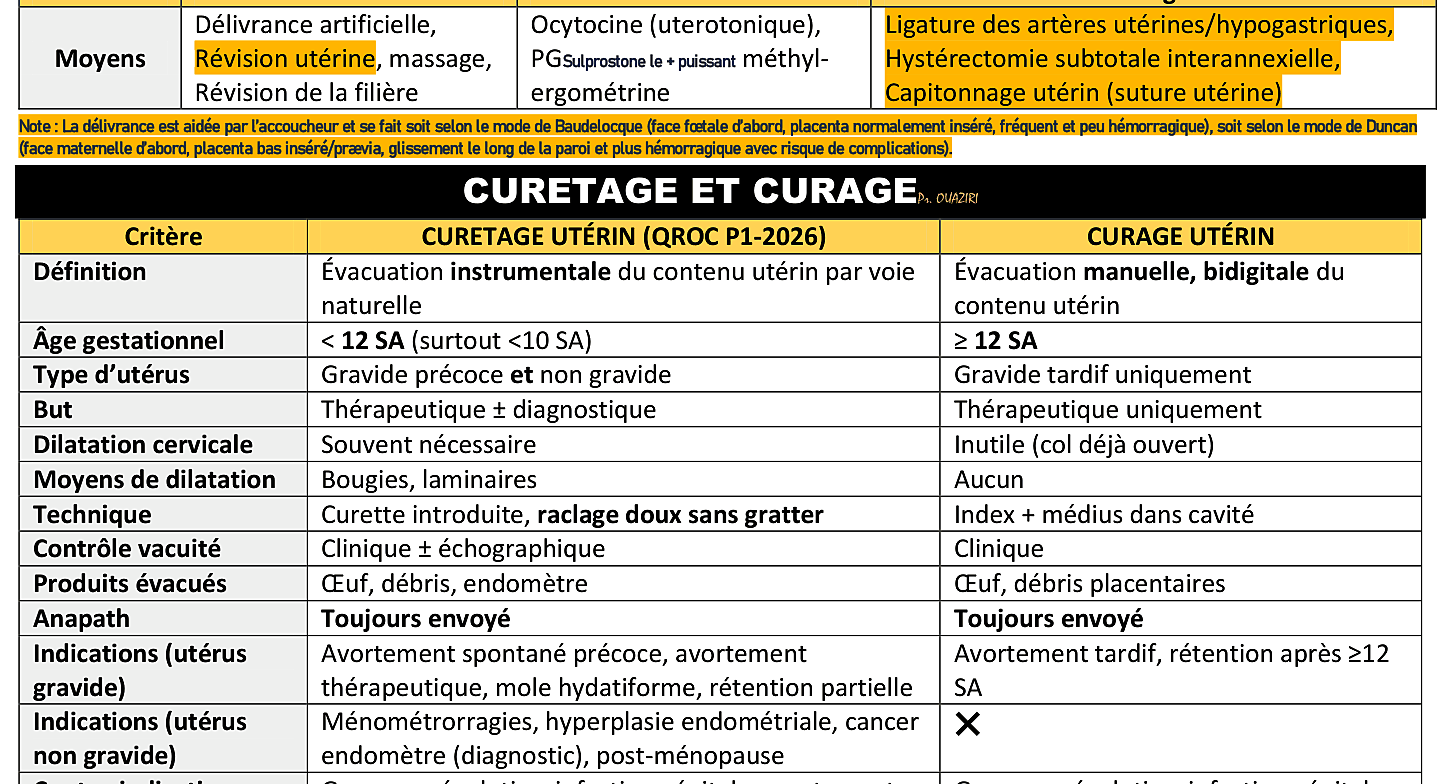 Délivrance artificielle,
Révision utérine, massage,
Révision de la filière
Moyens
Ocytocine (uterotonique),
PGSulprostone le + puissant méthyl-
ergométrine
Ligature des artères utérines/hypogastriques,
Hystérectomie subtotale interannexielle,
Capitonnage utérin (suture utérine)
Note : La délivrance est aidée par l'accoucheur et se fait soit selon le mode de Baudelocque (face fœtale d'abord, placenta normalement inséré, fréquent et peu hémorragique), soit selon le mode de Duncan
(face maternelle d'abord, placenta bas inséré/prævia, glissement le long de la paroi et plus hémorragique avec risque de complications).
CURETAGE ET CURAGE Pr. OUAZIRI
Critère
CURETAGE UTÉRIN (QROC P1-2026)
CURAGE UTÉRIN
Définition
Évacuation instrumentale du contenu utérin par voie
naturelle
Évacuation manuelle, bidigitale du
contenu utérin
Âge gestationnel
< 12 SA (surtout <10 SA)
≥ 12 SA
Type d'utérus
Gravide précoce et non gravide
Gravide tardif uniquement
But
Thérapeutique ± diagnostique
Thérapeutique uniquement
Dilatation cervicale
Souvent nécessaire
Inutile (col déjà ouvert)
Moyens de dilatation
Bougies, laminaires
Aucun
Technique
Curette introduite, raclage doux sans gratter
Index + médius dans cavité
Contrôle vacuité
Clinique ± échographique
Clinique
Produits évacués
Œuf, débris, endomètre
Œuf, débris placentaires
Anapath
Toujours envoyé
Toujours envoyé
Indications (utérus
gravide)
Avortement spontané précoce, avortement
thérapeutique, mole hydatiforme, rétention partielle
Avortement tardif, rétention après ≥12
SA
Indications (utérus
non gravide)
Ménométrorragies, hyperplasie endométriale, cancer
endomètre (diagnostic), post-ménopause
❌